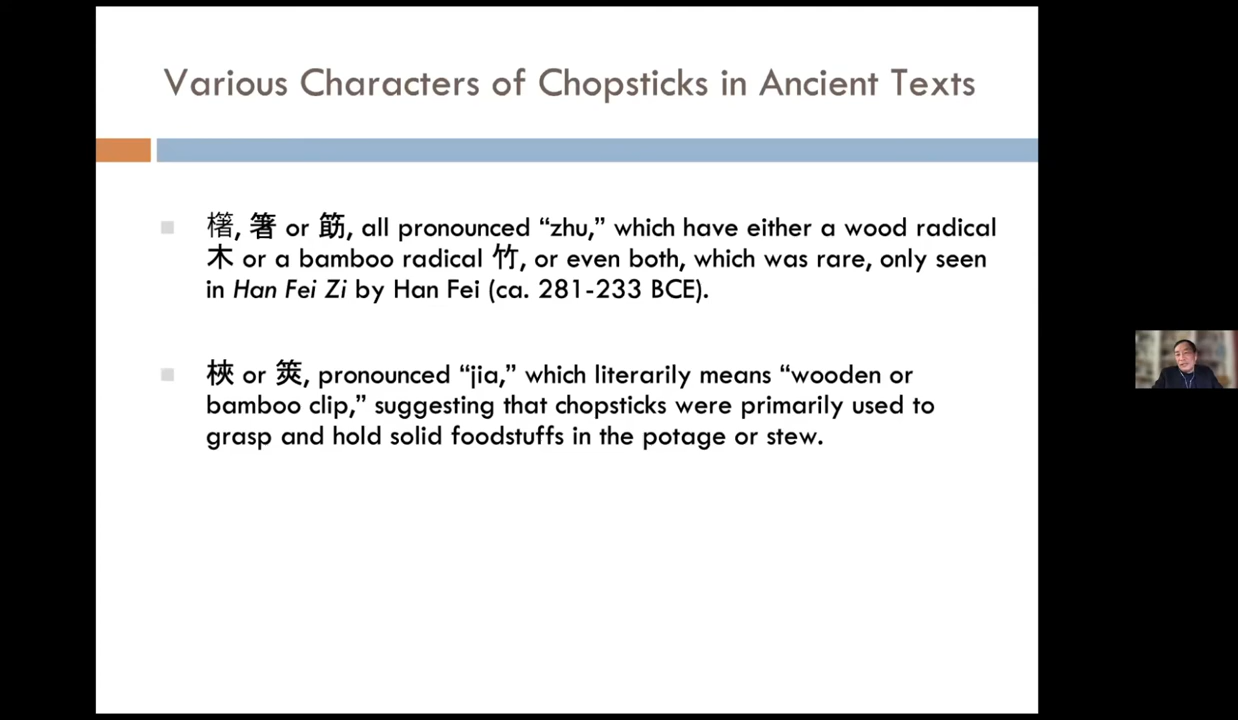 Various Characters of Chopsticks in Ancient Texts
櫡, 箸 or 筯, all pronounced “zhu,” which have either a wood radical
木 or a bamboo radical 竹, or even both, which was rare, only seen
in Han Fei Zi by Han Fei (ca. 281-233 BCE).
梜 or 筴, pronounced “jia,” which literarily means “wooden or
bamboo clip,” suggesting that chopsticks were primarily used to
grasp and hold solid foodstuffs in the potage or stew.